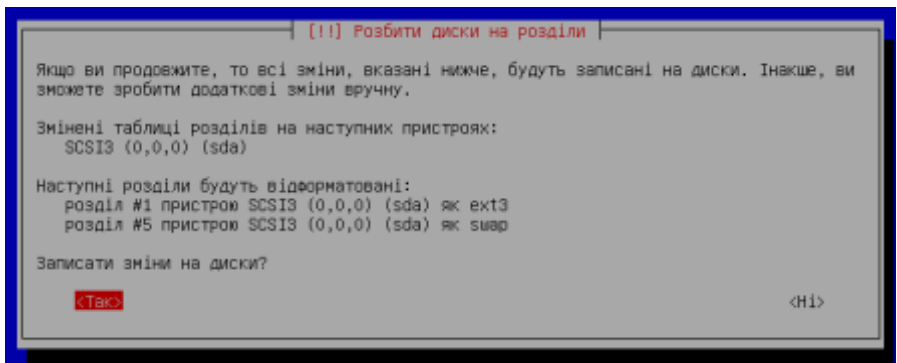 [!!] Розбити диски на розділи
Якщо ви продовжите, то всі зміни, вказані нижче, будуть записані на диски. Інакше, ви
зможете зробити додаткові зміни вручну.
Змінені таблиці розділів на наступних пристроях:
SCSI3 (0,0,0) (sda)
Наступні розділи будуть відформатовані:
розділ #1 пристрою SCSI3 (0,0,0) (sda) як ext3
розділ #5 пристрою SCSI3 (0,0,0) (sda) як swap
Записати зміни на диски?
<Так> <Ні>